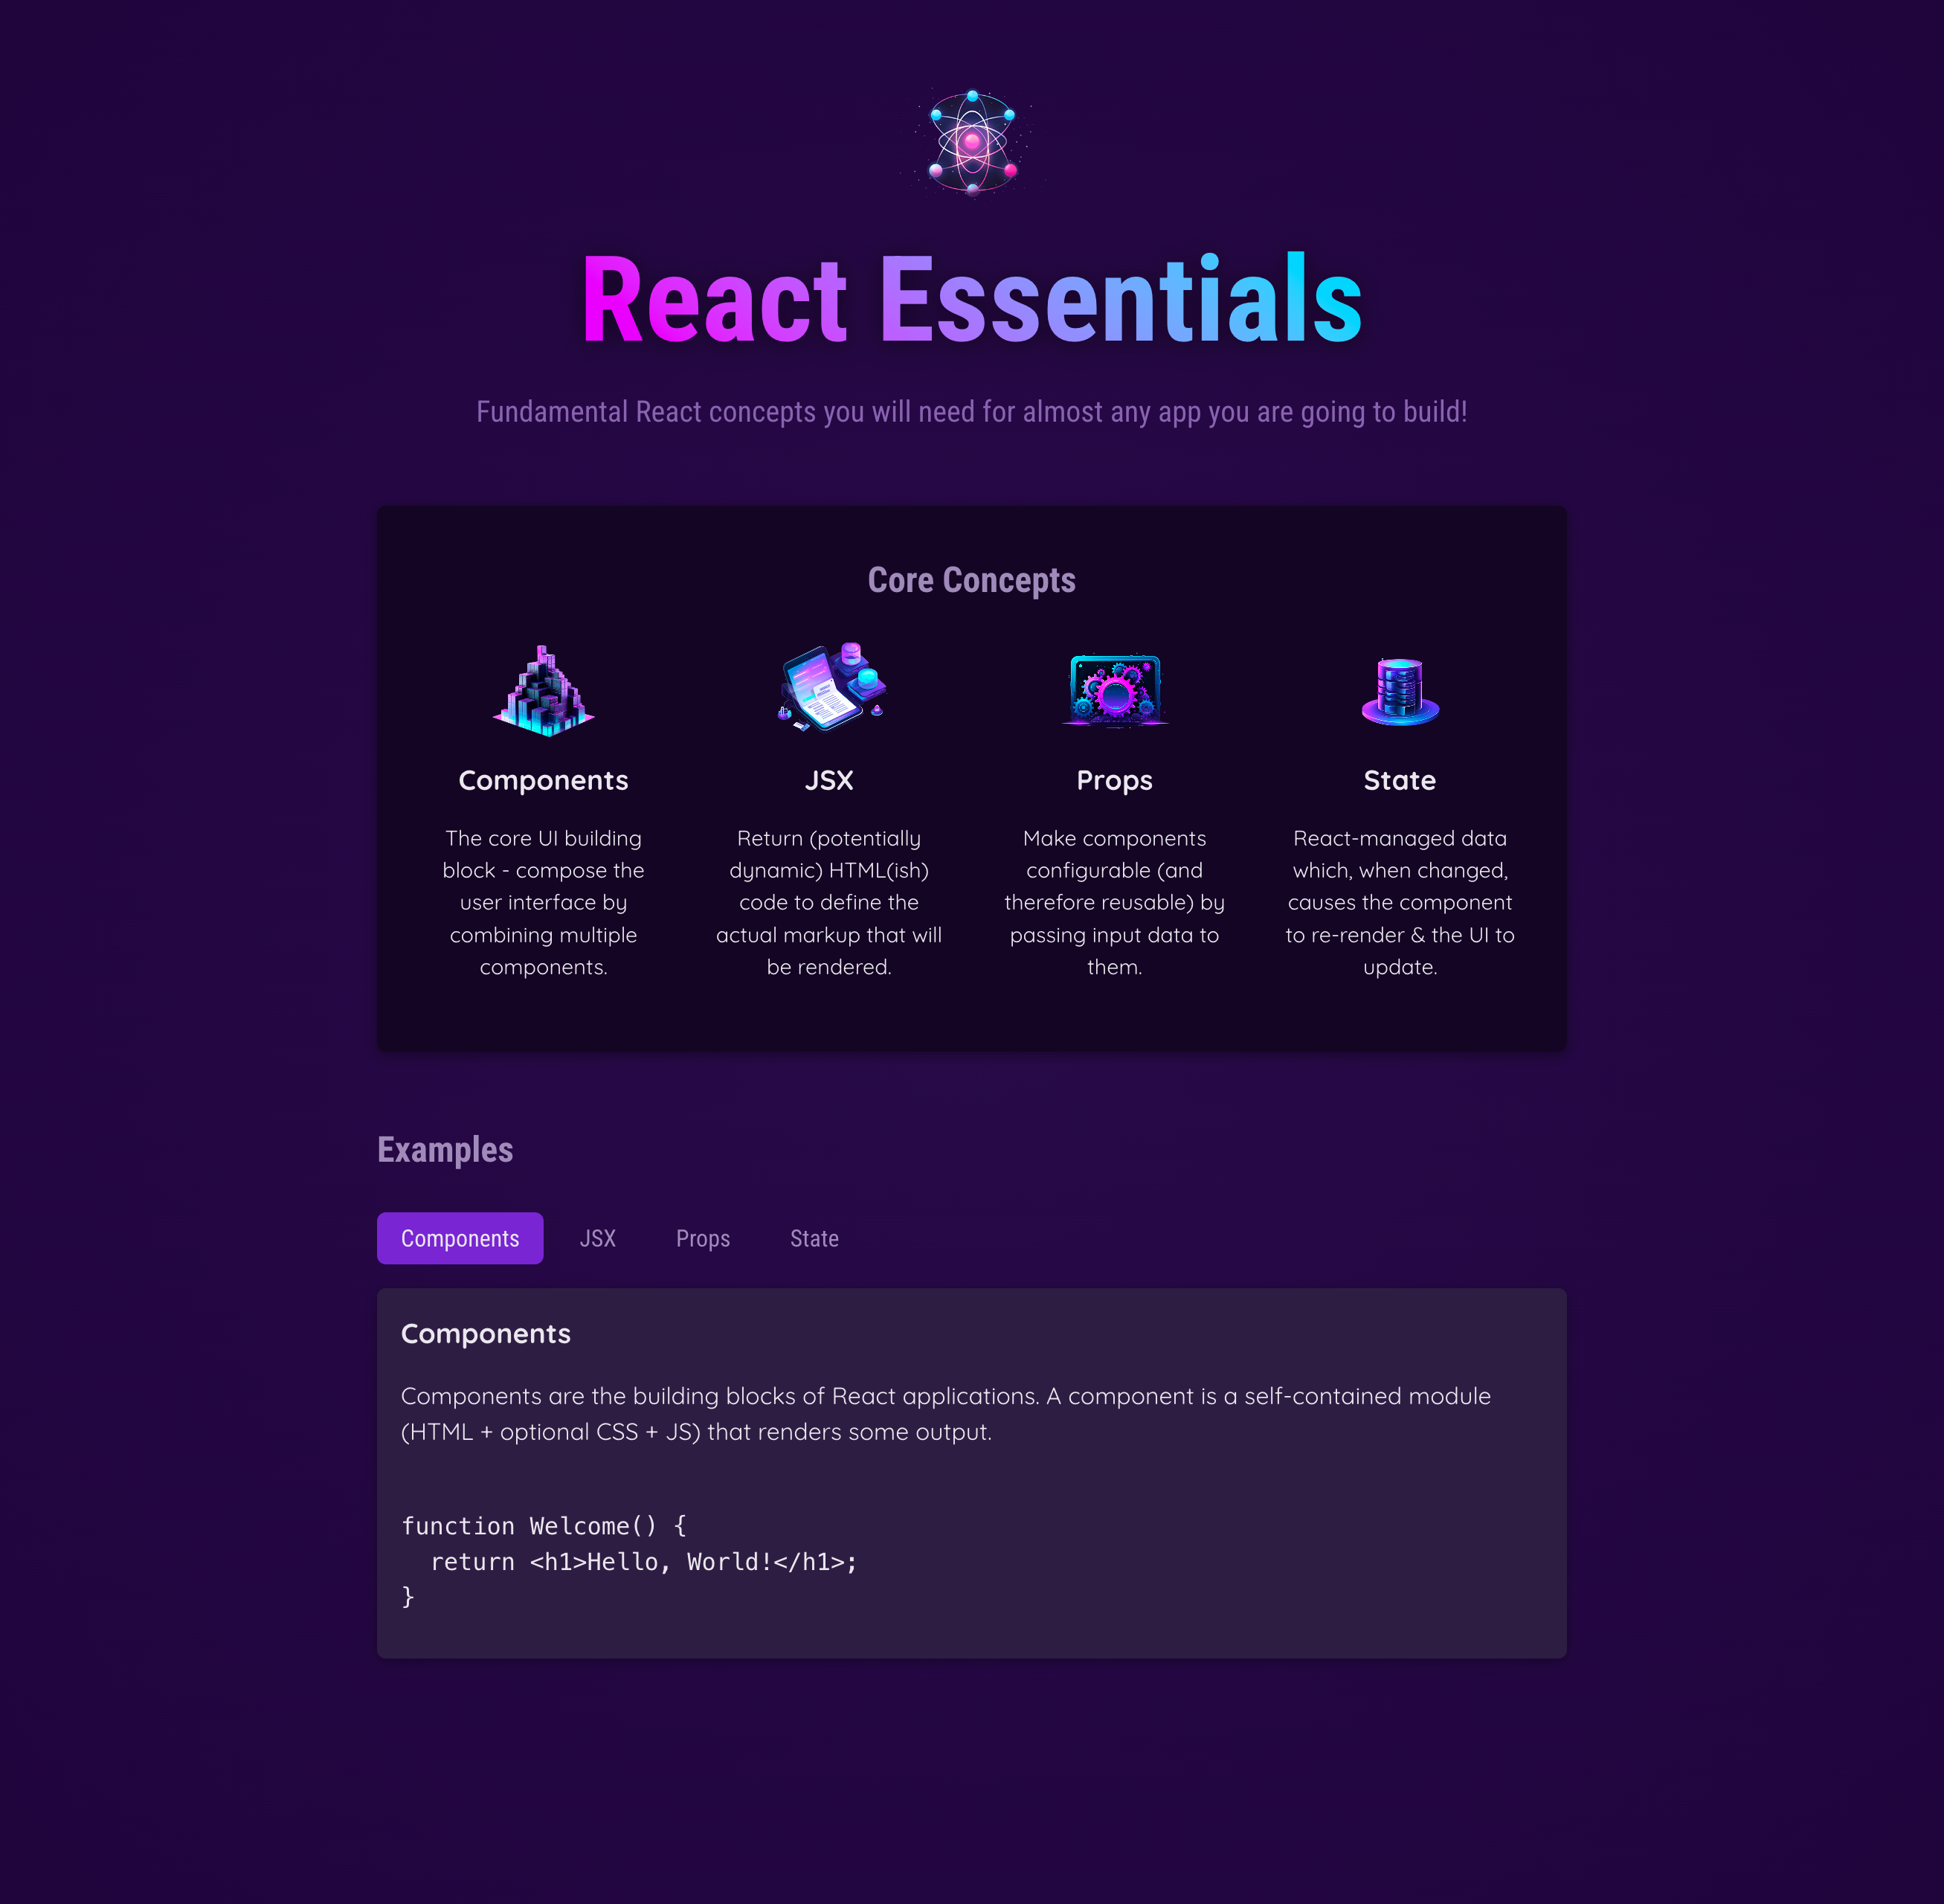 React Essentials
Fundamental React concepts you will need for almost any app you are going to build!
Core Concepts
Components
The core UI building
block - compose the
user interface by
combining multiple
components.
JSX
Return (potentially
dynamic) HTML(ish)
code to define the
actual markup that will
be rendered.
Props
Make components
configurable (and
therefore reusable) by
passing input data to
them.
State
React-managed data
which, when changed,
causes the component
to re-render & the UI to
update.
Examples
Components JSX Props State
Components
Components are the building blocks of React applications. A component is a self-contained module
(HTML + optional CSS + JS) that renders some output.
function Welcome() {
  return <h1>Hello, World!</h1>;
}